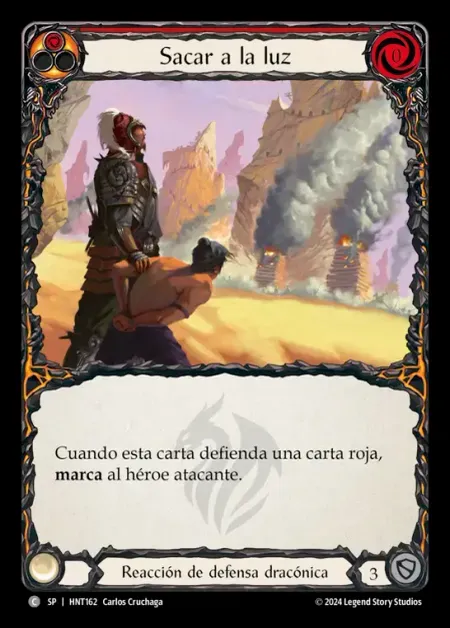 Sacar a la luz
0
Cuando esta carta defienda una carta roja,
marca al héroe atacante.
Reacción de defensa dracónica
3
C SP | HNT162 Carlos Cruchaga
© 2024 Legend Story Studios